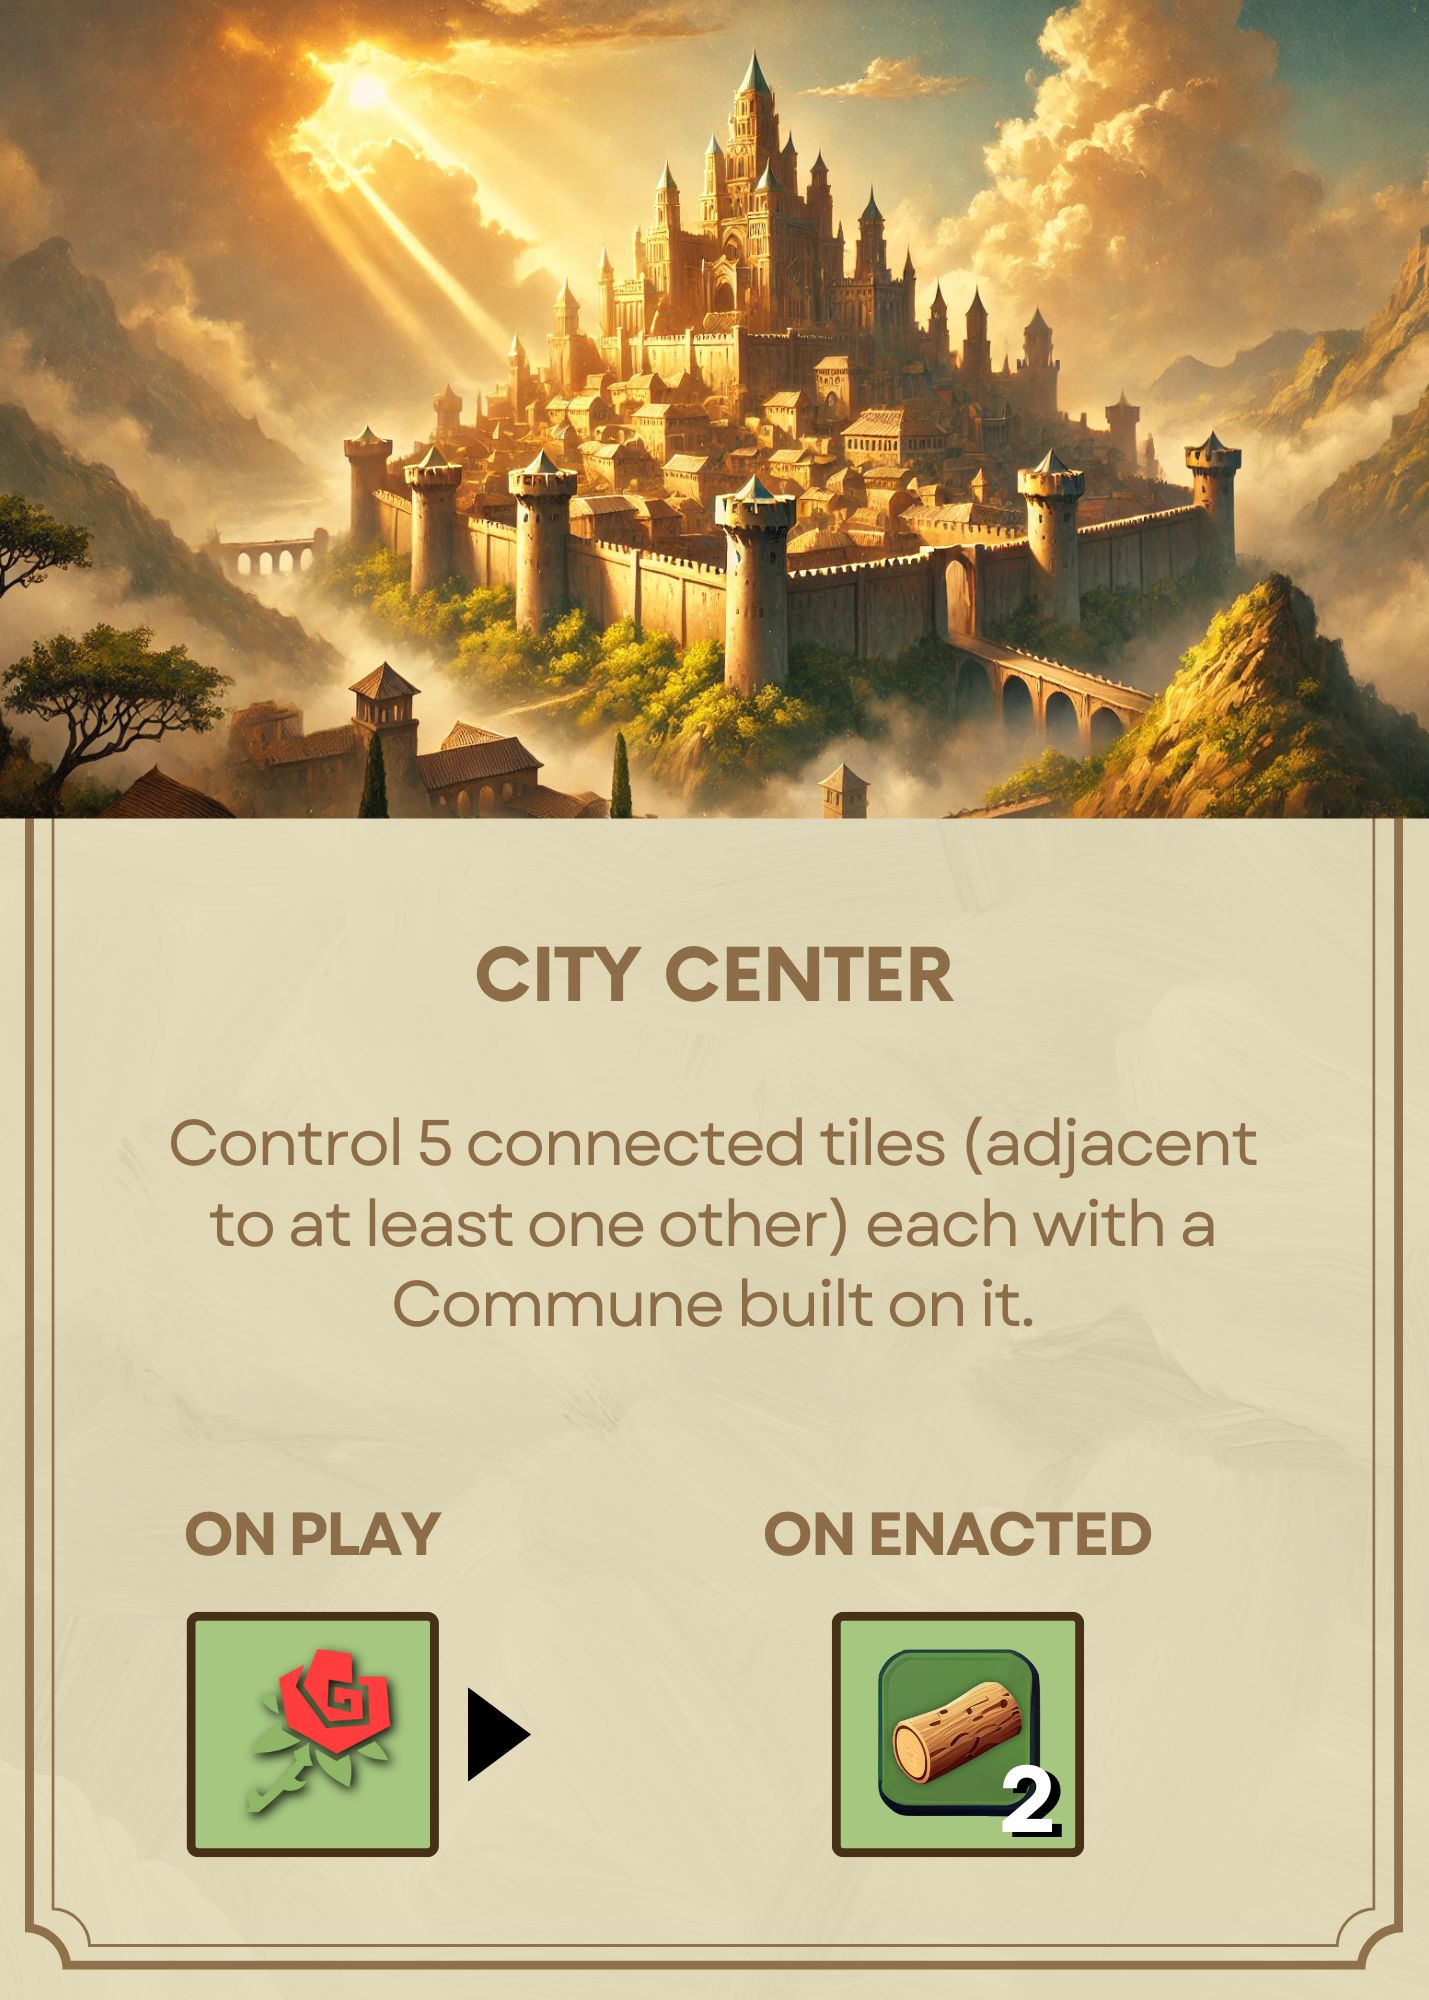 CITY CENTER
Control 5 connected tiles (adjacent
to at least one other) each with a
Commune built on it.
ON PLAY
ON ENACTED
2